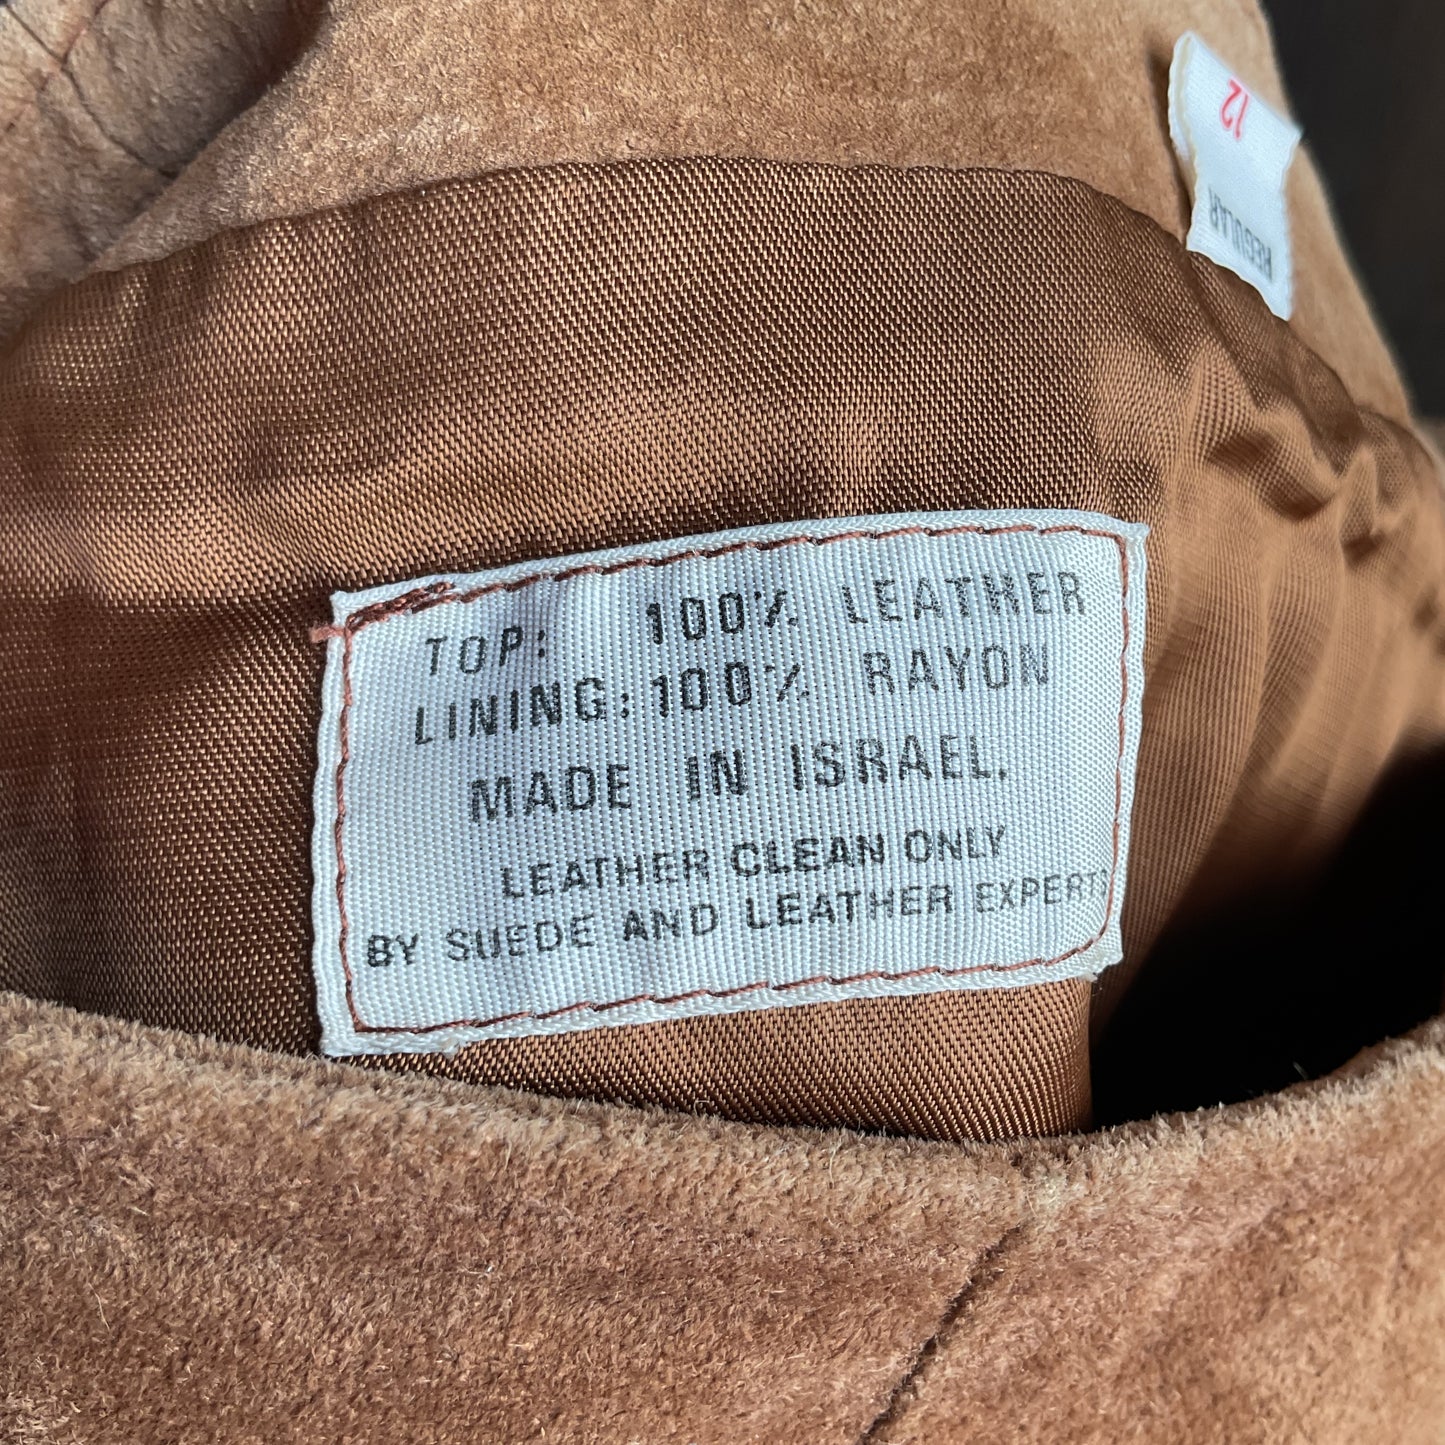 12
REGULAR
TOP: 100% LEATHER
LINING: 100% RAYON
MADE IN ISRAEL.
LEATHER CLEAN ONLY
BY SUEDE AND LEATHER EXPERTS